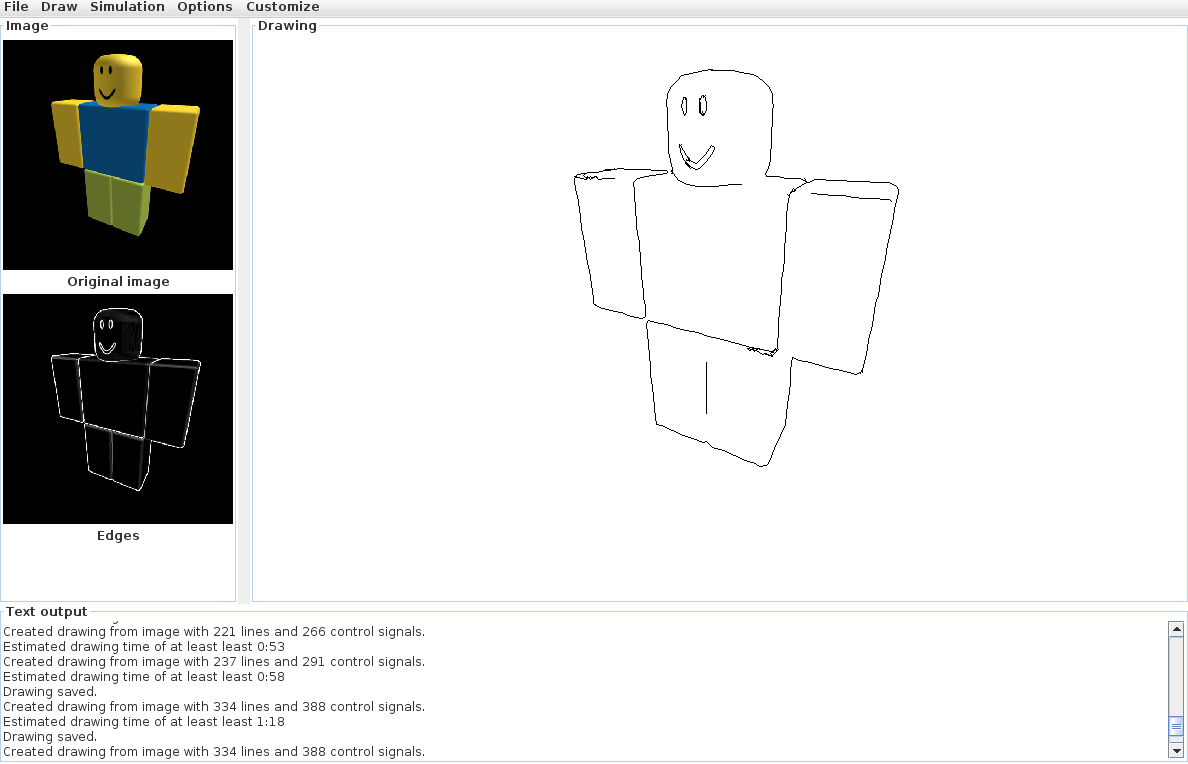 File Draw Simulation Options Customize
Image
Drawing
Original image
Edges
Text output
Created drawing from image with 221 lines and 266 control signals.
Estimated drawing time of at least least 0:53
Created drawing from image with 237 lines and 291 control signals.
Estimated drawing time of at least least 0:58
Drawing saved.
Created drawing from image with 334 lines and 388 control signals.
Estimated drawing time of at least least 1:18
Drawing saved.
Created drawing from image with 334 lines and 388 control signals.